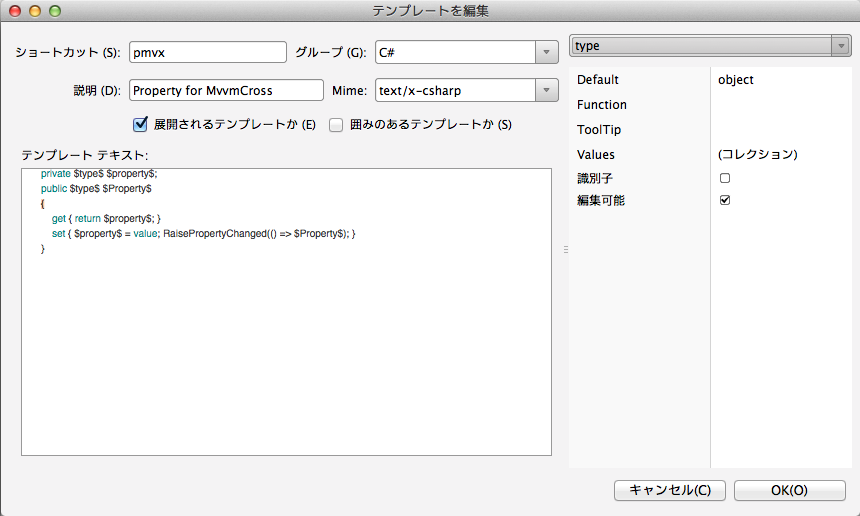 テンプレートを編集
ショートカット (S): pmvx グループ (G): C#
説明 (D): Property for MvvmCross Mime: text/x-csharp
展開されるテンプレートか (E) 囲みのあるテンプレートか (S)
テンプレート テキスト:
private $type$ $property$;
public $type$ $Property$
{
get { return $property$; }
set { $property$ = value; RaisePropertyChanged(() => $Property$); }
}
type
Default object
Function
ToolTip
Values (コレクション)
識別子
編集可能
キャンセル(C) OK(O)